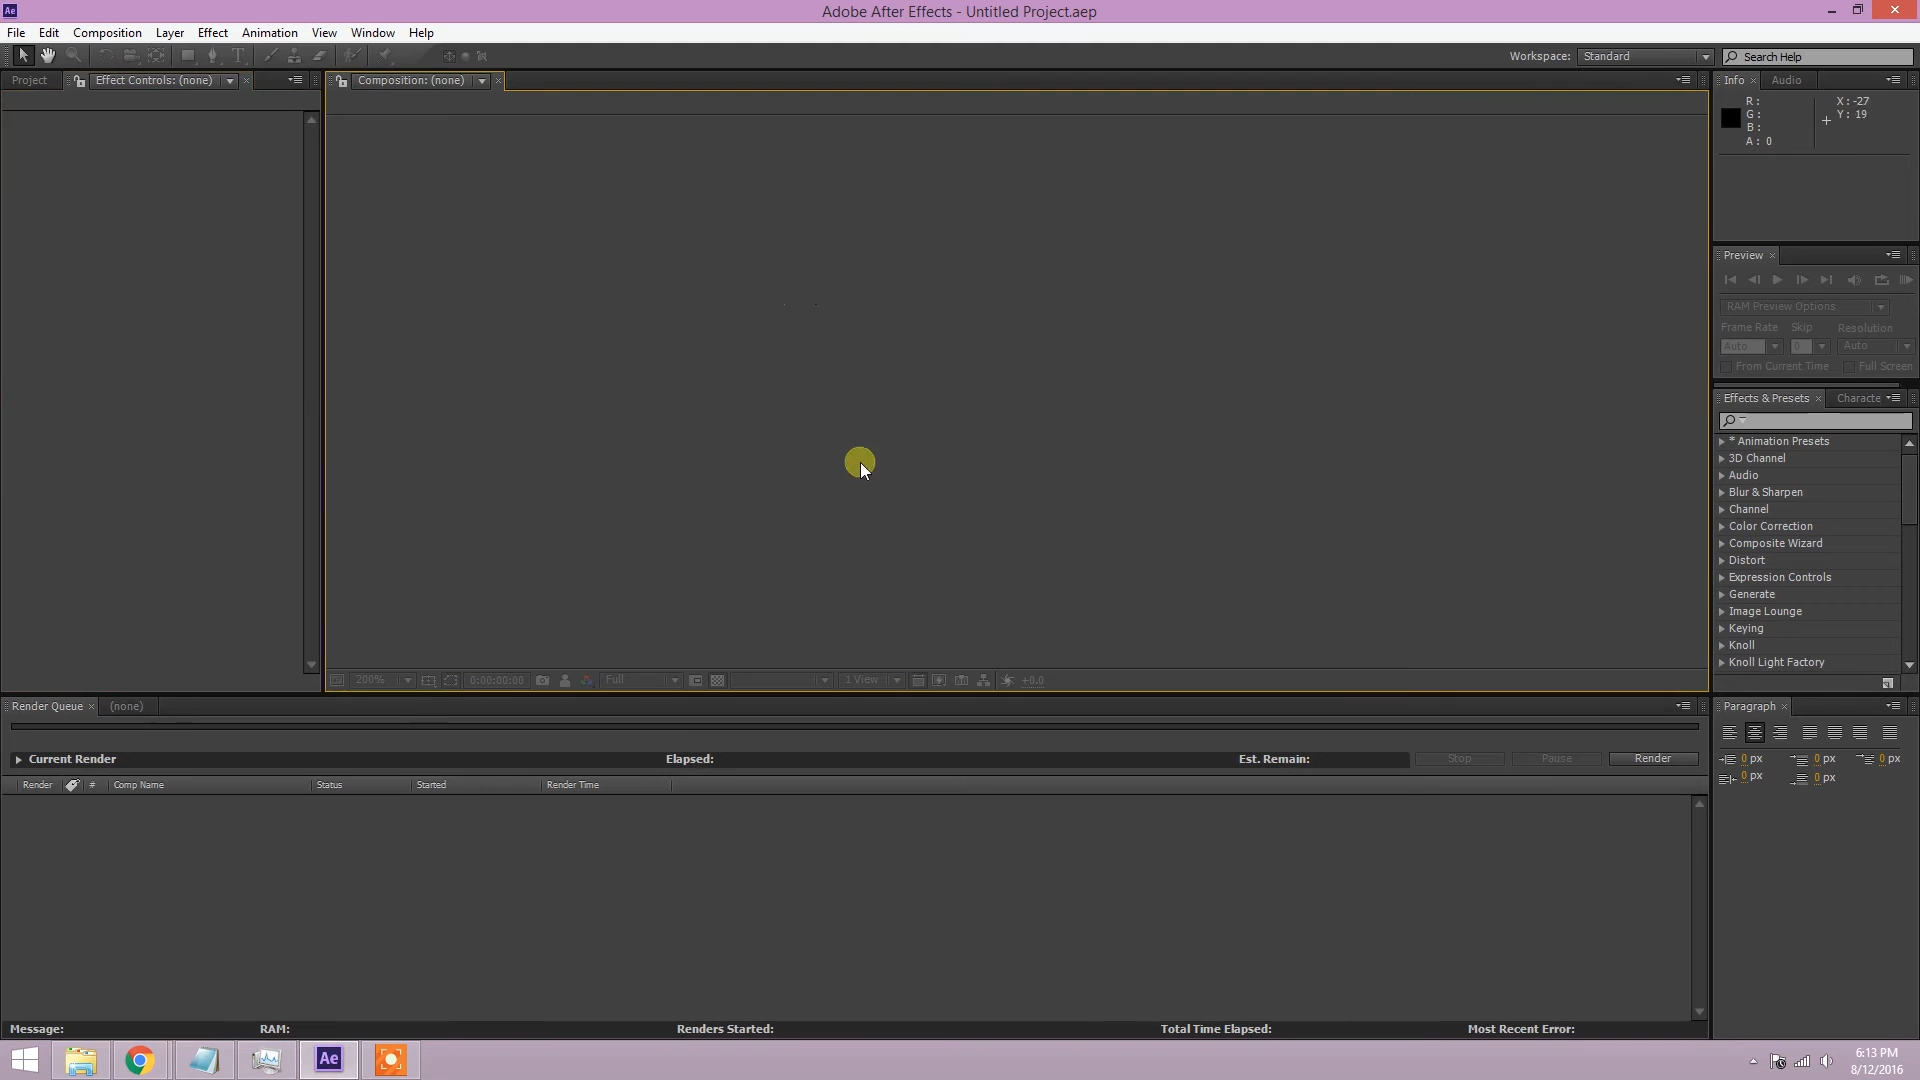 Ae
Adobe After Effects - Untitled Project.aep
File Edit Composition Layer Effect Animation View Window Help
Workspace: Standard
Search Help
Project
Effect Controls: (none)
Composition: (none)
Info
Audio
R :
G :
B :
A : 0
X : -27
Y : 19
Preview
RAM Preview Options
Frame Rate Skip Resolution
Auto 0 Auto
From Current Time Full Screen
Effects & Presets
Characte
* Animation Presets
3D Channel
Audio
Blur & Sharpen
Channel
Color Correction
Composite Wizard
Distort
Expression Controls
Generate
Image Lounge
Keying
Knoll
Knoll Light Factory
200%
0:00:00:00
Full
1 View
+0.0
Render Queue
(none)
Current Render
Elapsed:
Est. Remain:
Stop
Pause
Render
Render # Comp Name Status Started Render Time
Paragraph
0 px 0 px 0 px
0 px 0 px
Message: RAM: Renders Started: Total Time Elapsed: Most Recent Error:
Ae
6:13 PM
8/12/2016